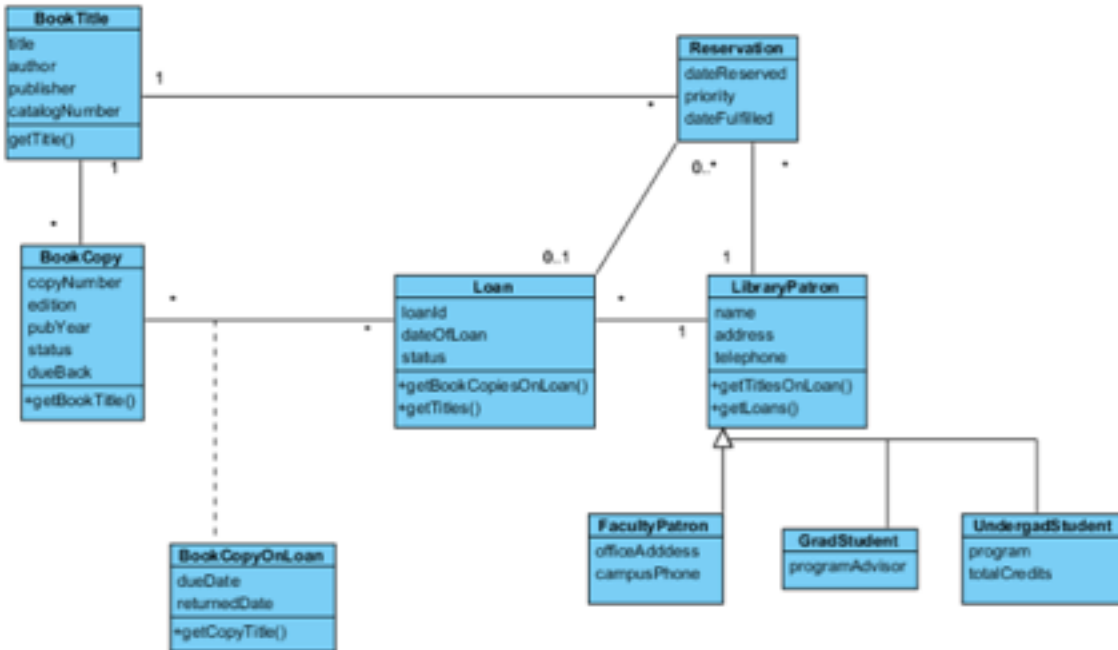 BookTitle
title
author
publisher
catalogNumber
getTitle()
1
*
Reservation
dateReserved
priority
dateFulfilled
1
*
0..*
*
0..1
1
BookCopy
copyNumber
edition
pubYear
status
dueBack
+getBookTitle()
*
*
Loan
loanId
dateOfLoan
status
+getBookCopiesOnLoan()
+getTitles()
*
1
LibraryPatron
name
address
telephone
+getTitlesOnLoan()
+getLoans()
BookCopyOnLoan
dueDate
returnedDate
+getCopyTitle()
FacultyPatron
officeAdddess
campusPhone
GradStudent
programAdvisor
UndergadStudent
program
totalCredits